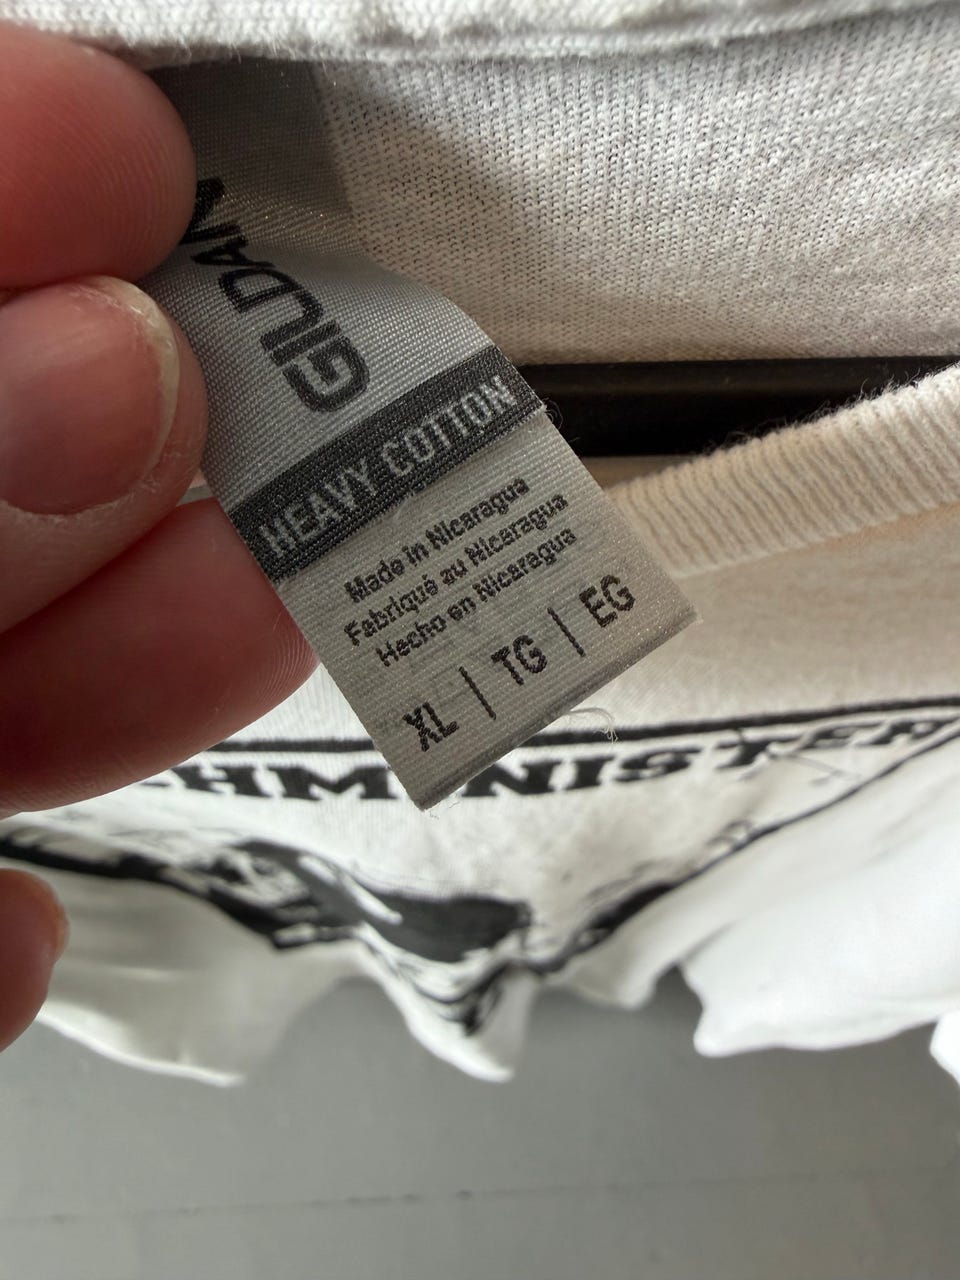 GILDAN
HEAVY COTTON
Made in Nicaragua
Fabriqué au Nicaragua
Hecho en Nicaragua
XL | TG | EG